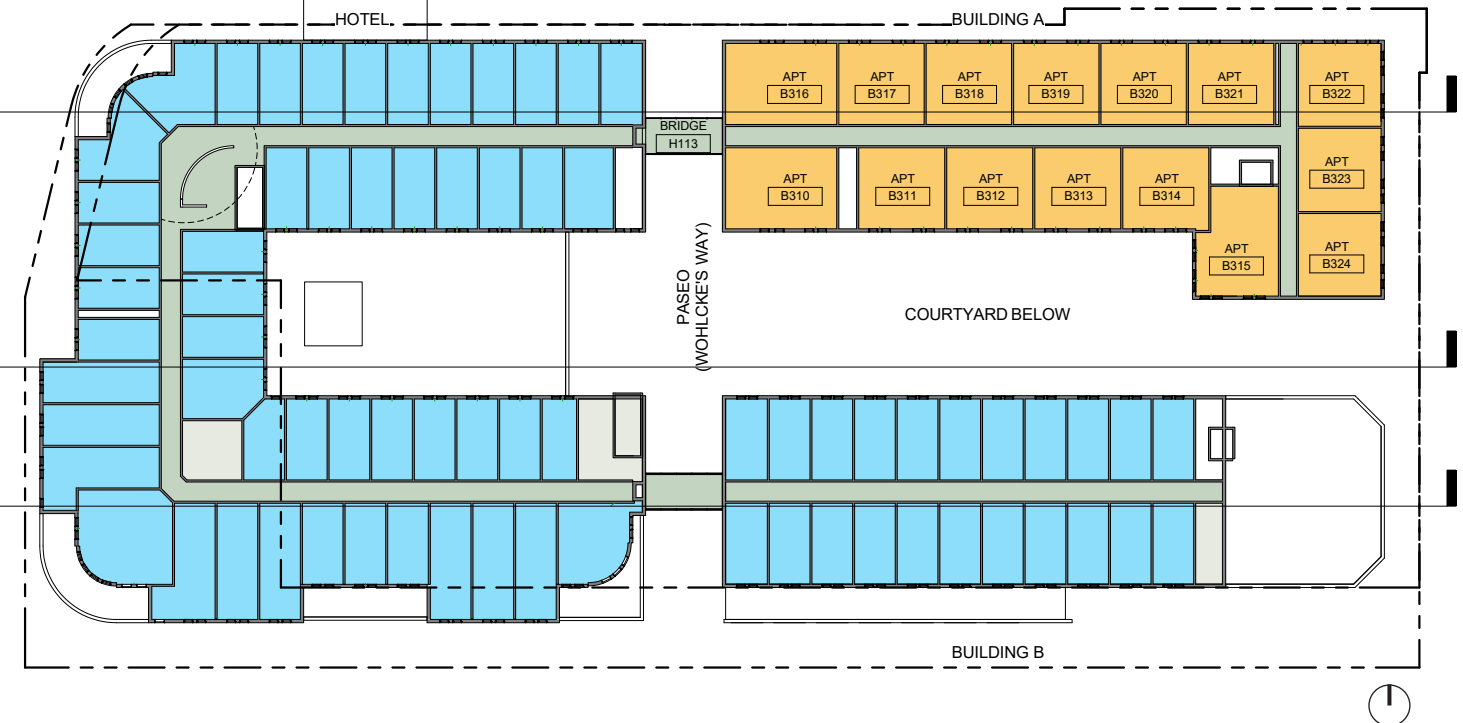 HOTEL
BUILDING A
APT
B316
APT
B317
APT
B318
APT
B319
APT
B320
APT
B321
APT
B322
BRIDGE
H113
APT
B310
APT
B311
APT
B312
APT
B313
APT
B314
APT
B323
APT
B315
APT
B324
PASEO
(WOHLCKE'S WAY)
COURTYARD BELOW
BUILDING B